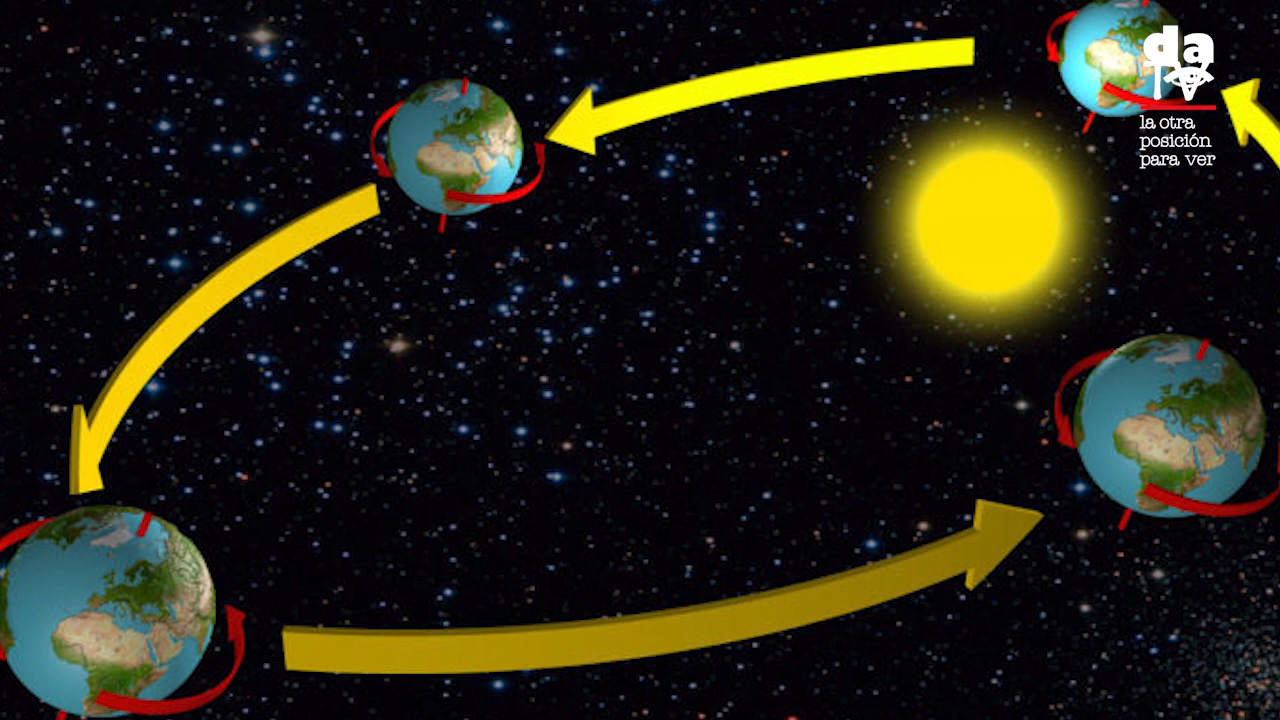 da
la otra
posición
para ver